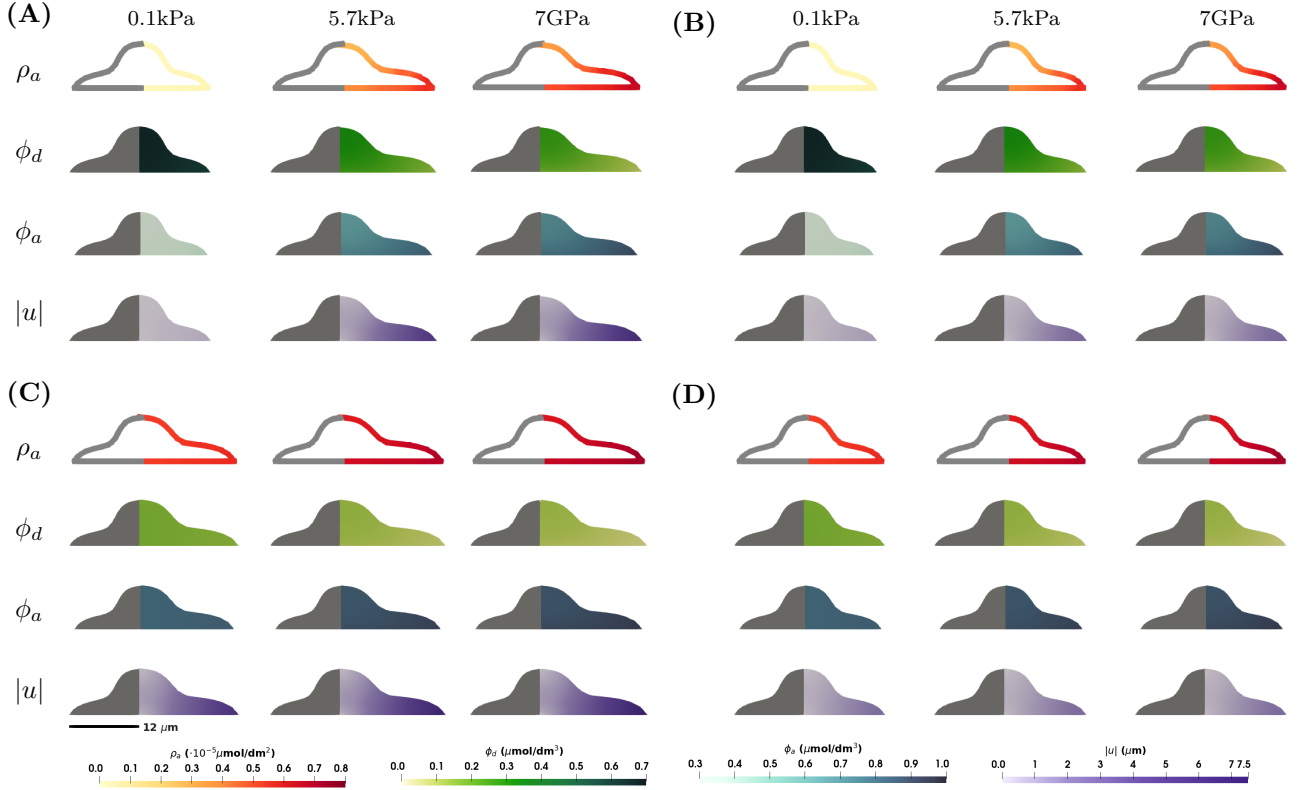 (A) 0.1kPa 5.7kPa 7GPa (B) 0.1kPa 5.7kPa 7GPa
ρₐ
ϕ_d
ϕₐ
|u|
(C) (D)
ρₐ
ϕ_d
ϕₐ
|u|
12 μm
ρₐ (·10⁻⁵μmol/dm²)
0.0 0.1 0.2 0.3 0.4 0.5 0.6 0.7 0.8
ϕ_d (μmol/dm³)
0.0 0.1 0.2 0.3 0.4 0.5 0.6 0.7
ϕₐ (μmol/dm³)
0.3 0.4 0.5 0.6 0.7 0.8 0.9 1.0
|u| (μm)
0.0 1 2 3 4 5 6 7 7.5